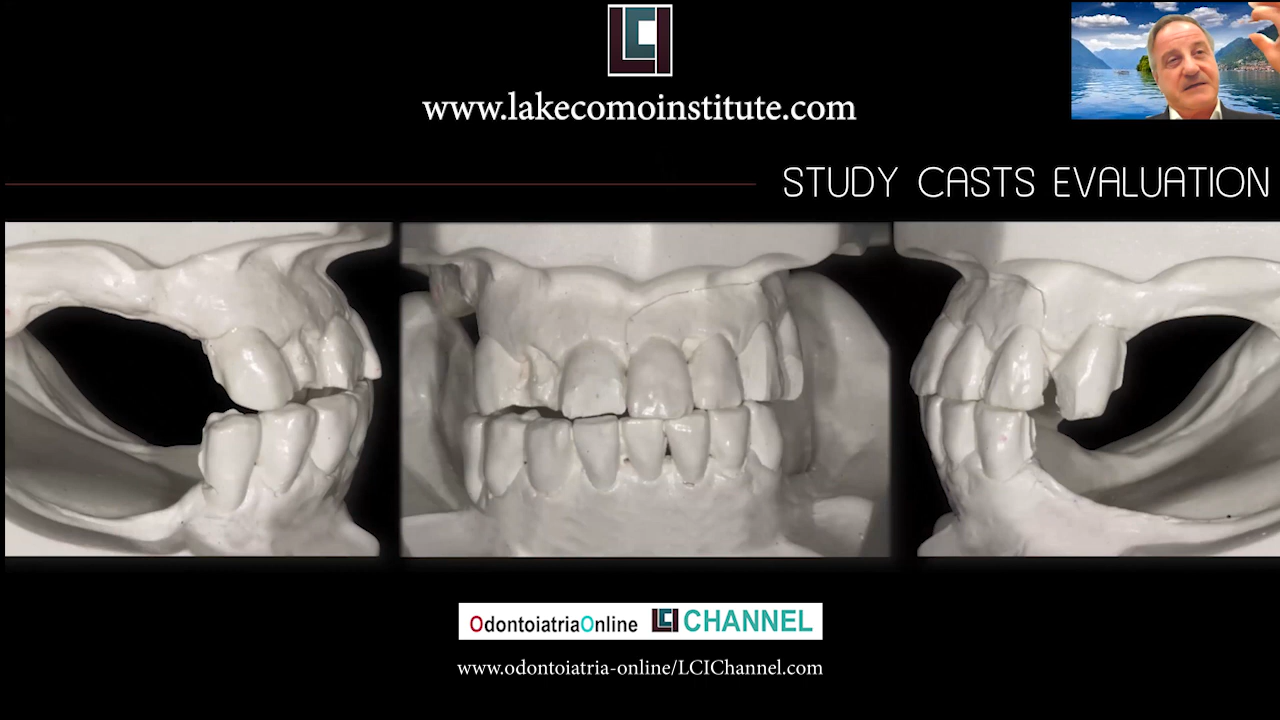 LCI
www.lakecomoinstitute.com
STUDY CASTS EVALUATION
OdontoiatriaOnline LCI CHANNEL
www.odontoiatria-online/LCIChannel.com